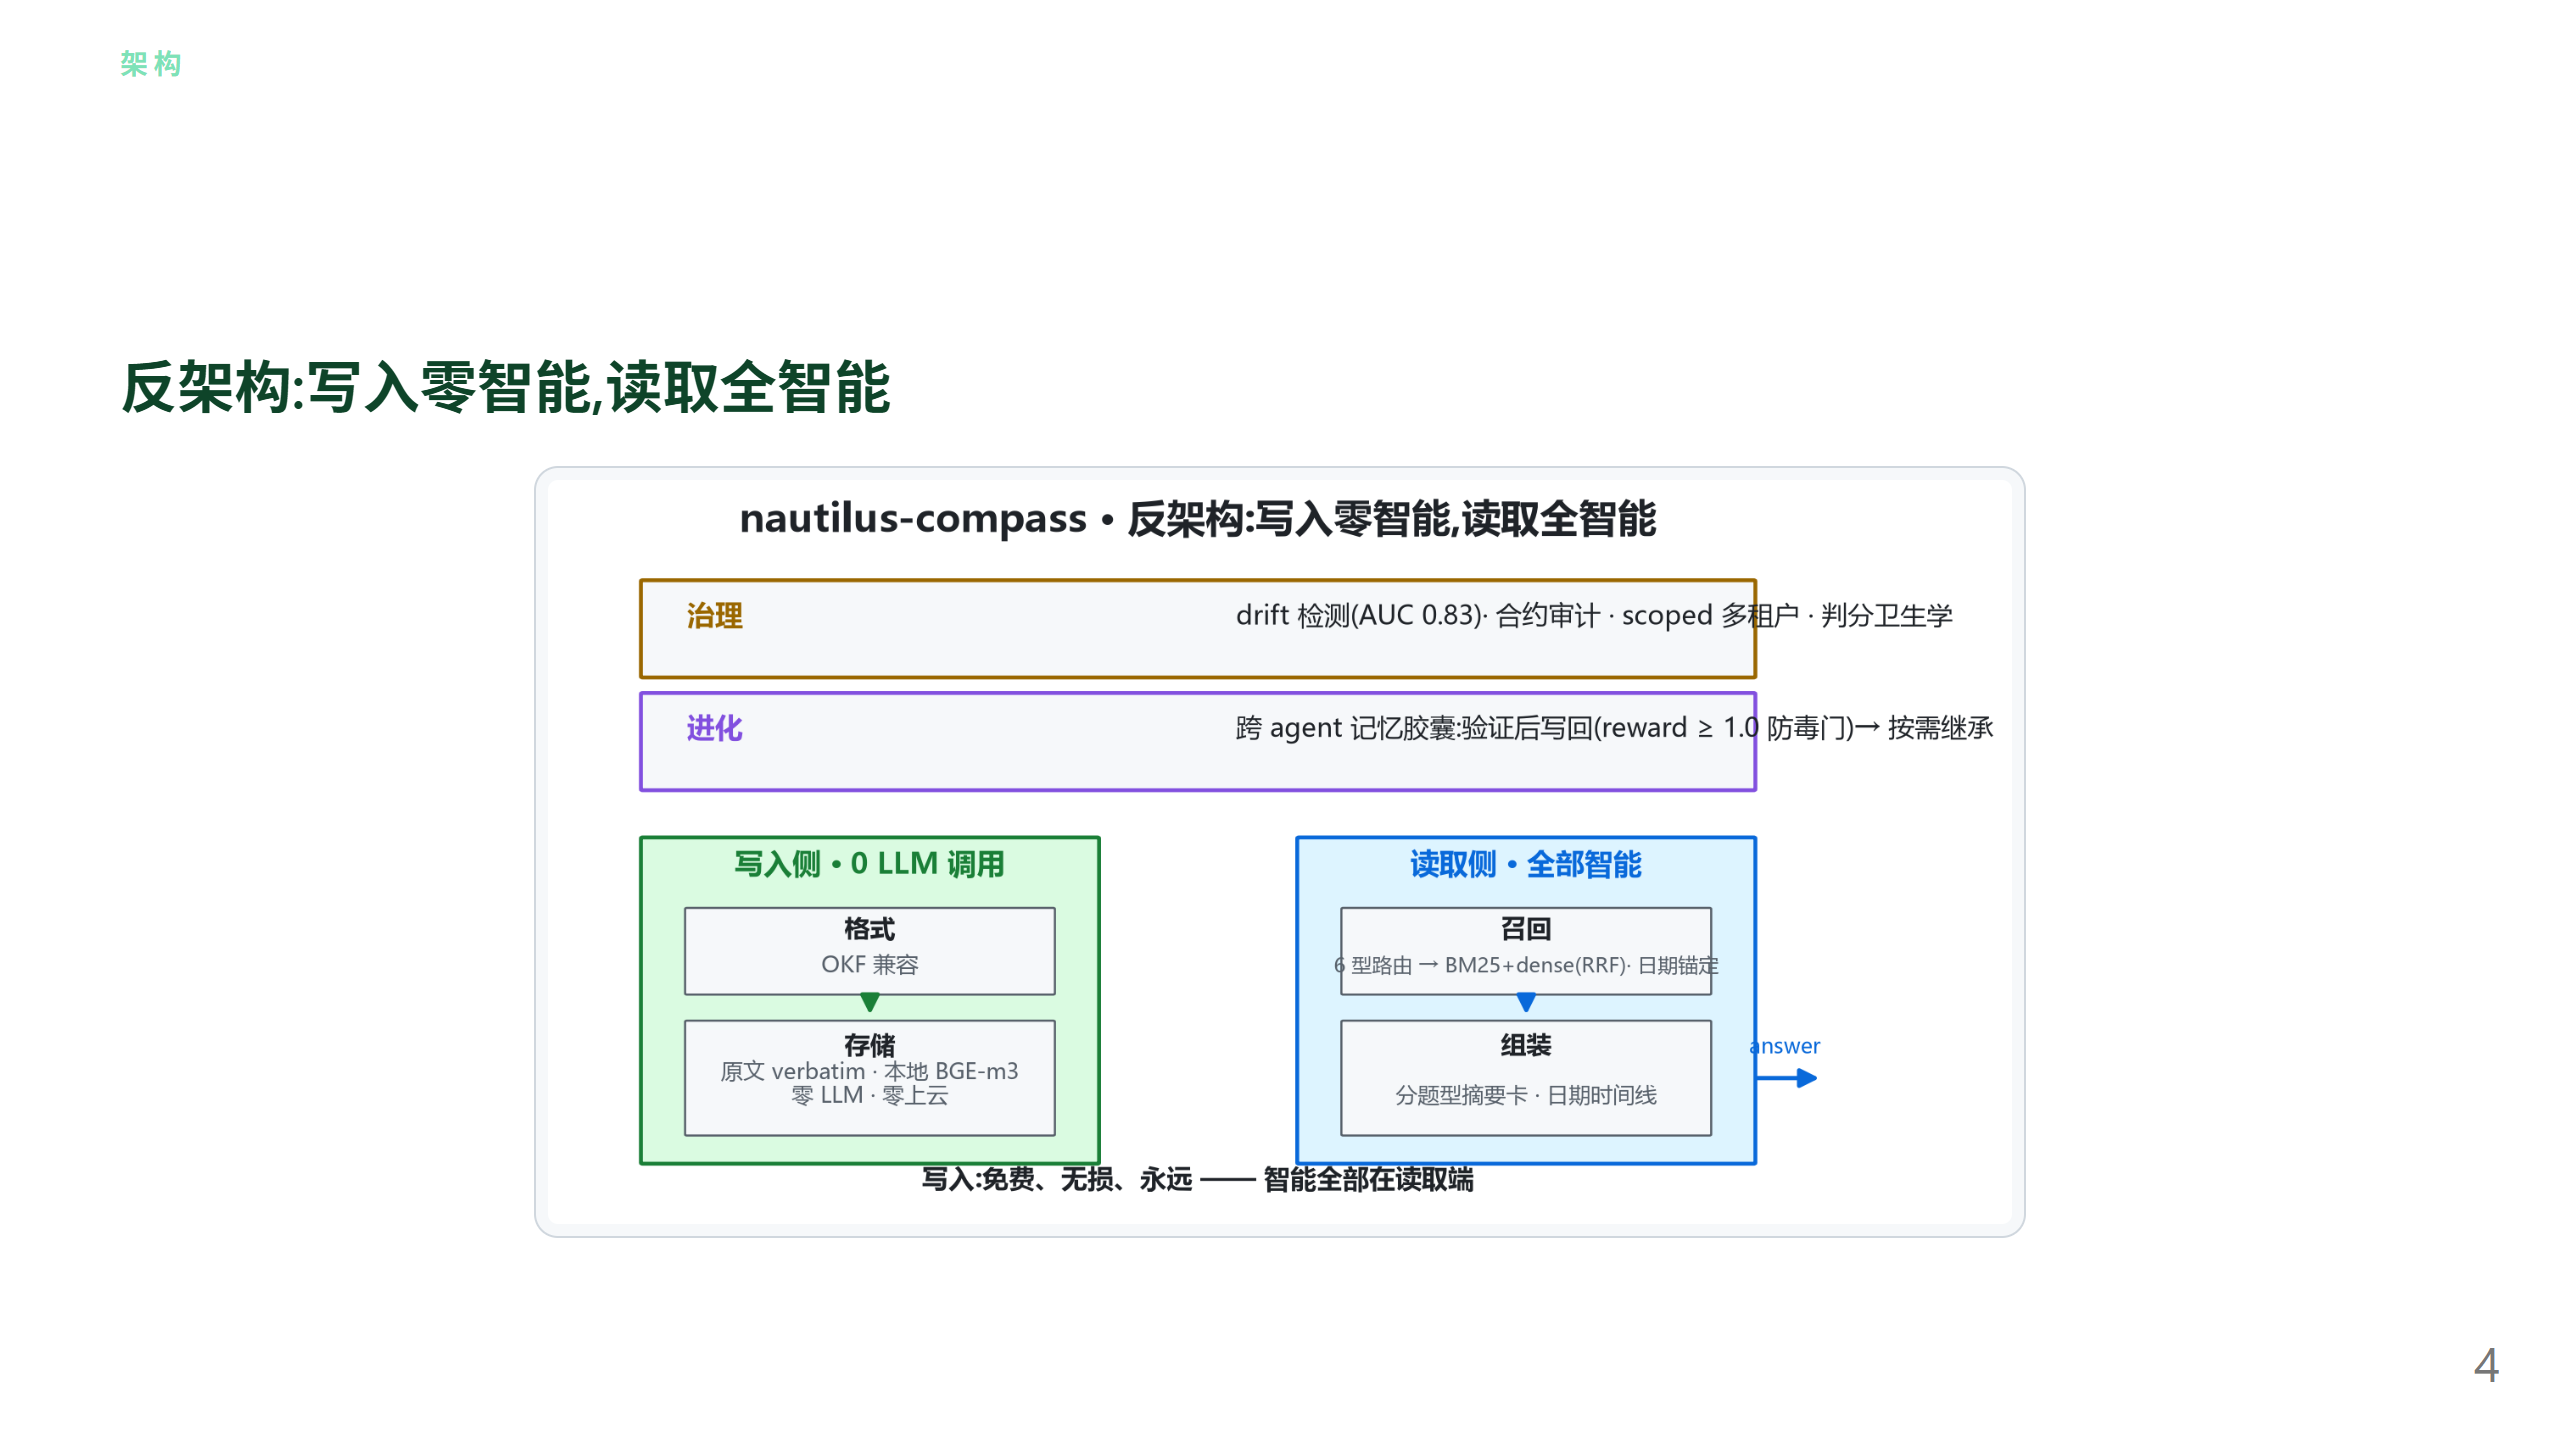 架构
反架构:写入零智能,读取全智能
nautilus-compass • 反架构:写入零智能,读取全智能
治理
drift 检测(AUC 0.83)· 合约审计 · scoped 多租户 · 判分卫生学
进化
跨 agent 记忆胶囊:验证后写回(reward ≥ 1.0 防毒门)→ 按需继承
写入侧 • 0 LLM 调用
格式
OKF 兼容
存储
原文 verbatim · 本地 BGE-m3
零 LLM · 零上云
读取侧 • 全部智能
召回
6 型路由 → BM25+dense(RRF)· 日期锚定
组装
分题型摘要卡 · 日期时间线
answer
写入:免费、无损、永远 —— 智能全部在读取端
4